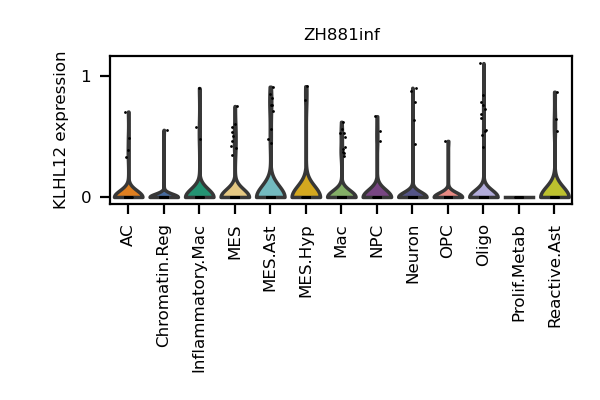 ZH881inf
KLHL12 expression
1
0
AC
Chromatin.Reg
Inflammatory.Mac
MES
MES.Ast
MES.Hyp
Mac
NPC
Neuron
OPC
Oligo
Prolif.Metab
Reactive.Ast